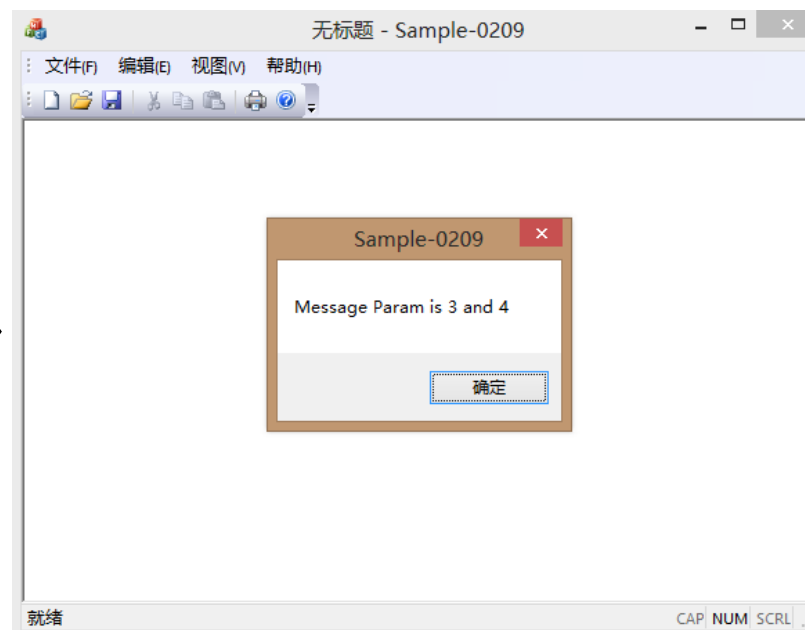 无标题 - Sample-0209
文件(F) 编辑(E) 视图(V) 帮助(H)
Sample-0209
Message Param is 3 and 4
确定
就绪 CAP NUM SCRL